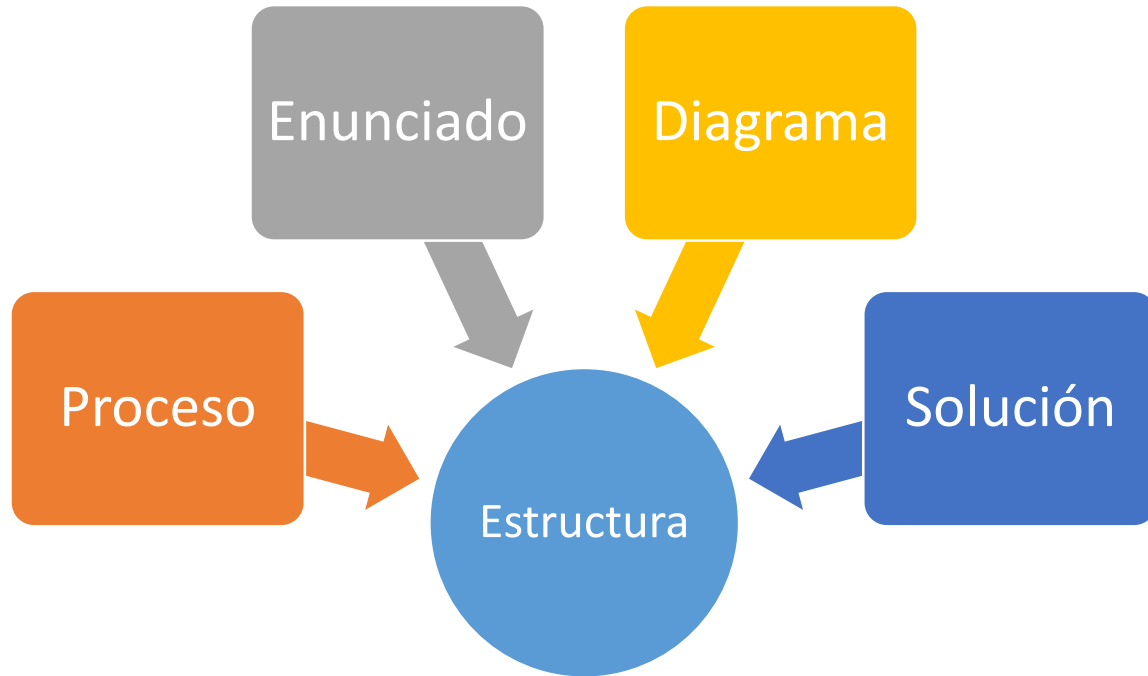 Enunciado
Diagrama
Proceso
Solución
Estructura